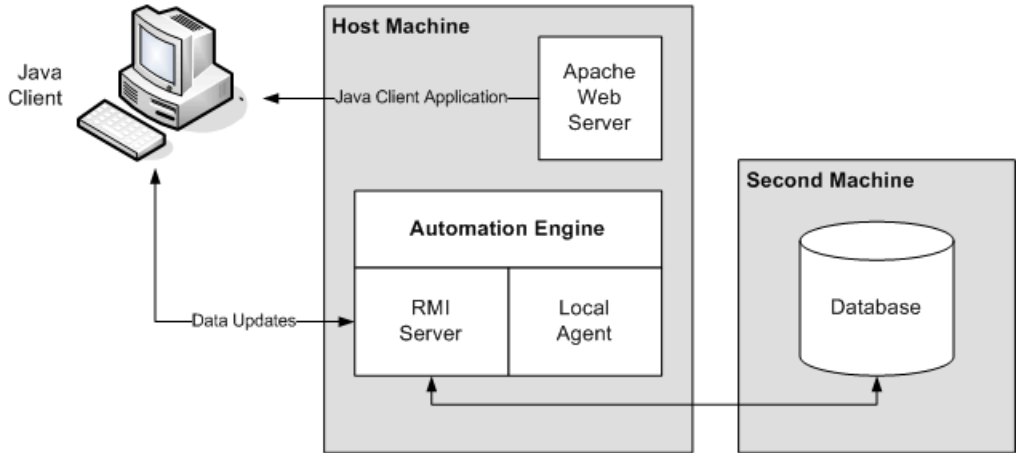 Host Machine
Java
Client
Java Client Application
Apache
Web
Server
Second Machine
Automation Engine
Data Updates
RMI
Server
Local
Agent
Database